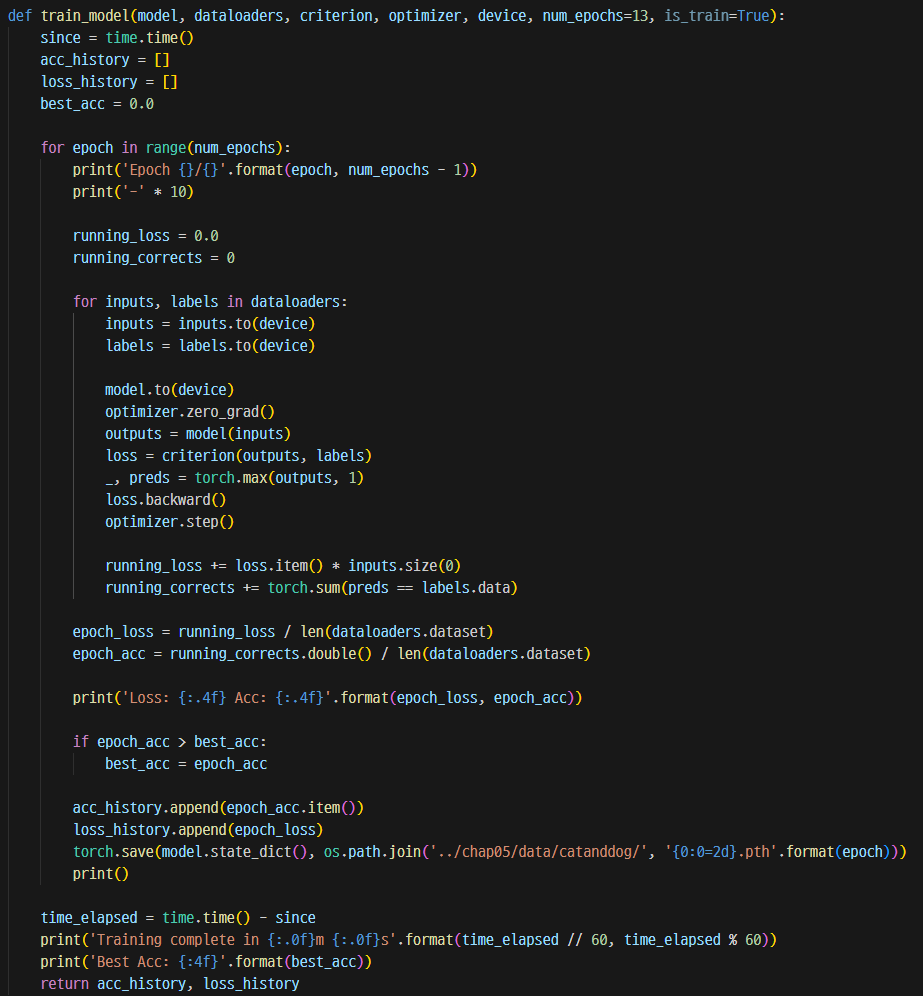 def train_model(model, dataloaders, criterion, optimizer, device, num_epochs=13, is_train=True):
    since = time.time()
    acc_history = []
    loss_history = []
    best_acc = 0.0

    for epoch in range(num_epochs):
        print('Epoch {}/{}'.format(epoch, num_epochs - 1))
        print('-' * 10)

        running_loss = 0.0
        running_corrects = 0

        for inputs, labels in dataloaders:
            inputs = inputs.to(device)
            labels = labels.to(device)

            model.to(device)
            optimizer.zero_grad()
            outputs = model(inputs)
            loss = criterion(outputs, labels)
            _, preds = torch.max(outputs, 1)
            loss.backward()
            optimizer.step()

            running_loss += loss.item() * inputs.size(0)
            running_corrects += torch.sum(preds == labels.data)

        epoch_loss = running_loss / len(dataloaders.dataset)
        epoch_acc = running_corrects.double() / len(dataloaders.dataset)

        print('Loss: {:.4f} Acc: {:.4f}'.format(epoch_loss, epoch_acc))

        if epoch_acc > best_acc:
            best_acc = epoch_acc

        acc_history.append(epoch_acc.item())
        loss_history.append(epoch_loss)
        torch.save(model.state_dict(), os.path.join('../chap05/data/catanddog/', '{0:0=2d}.pth'.format(epoch)))
        print()

    time_elapsed = time.time() - since
    print('Training complete in {:.0f}m {:.0f}s'.format(time_elapsed // 60, time_elapsed % 60))
    print('Best Acc: {:4f}'.format(best_acc))
    return acc_history, loss_history